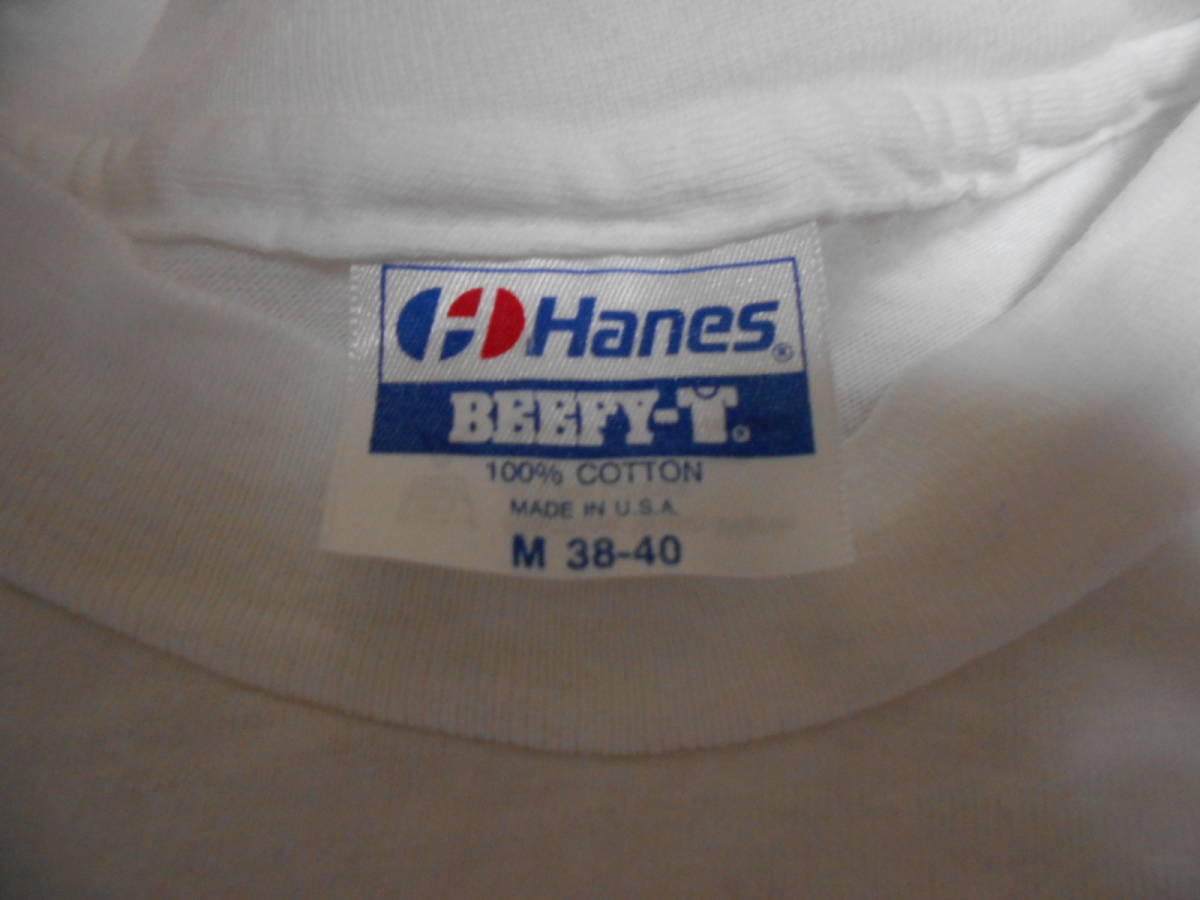 Hanes®
BEEFY-T®
100% COTTON
MADE IN U.S.A.
M 38-40